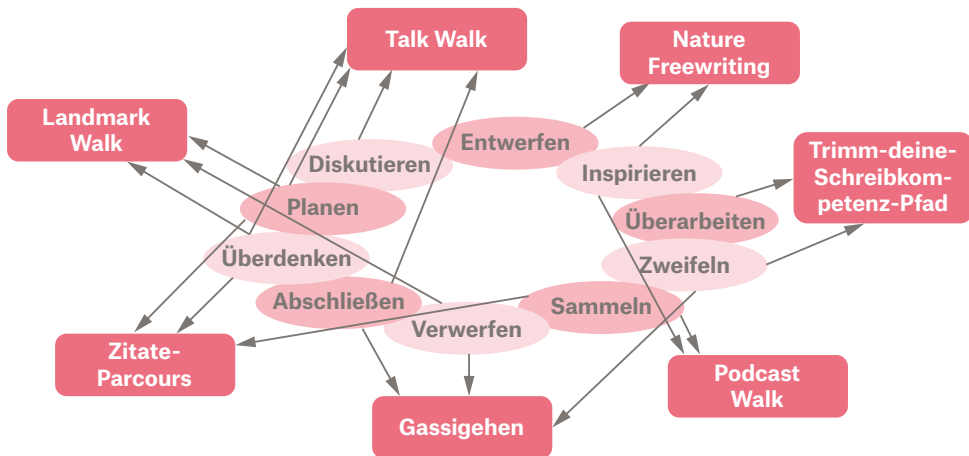 Talk Walk
Nature
Freewriting
Landmark
Walk
Entwerfen
Diskutieren
Inspirieren
Trimm-deine-
Schreibkom-
petenz-Pfad
Planen
Überarbeiten
Überdenken
Zweifeln
Abschließen
Sammeln
Verwerfen
Zitate-
Parcours
Podcast
Walk
Gassigehen